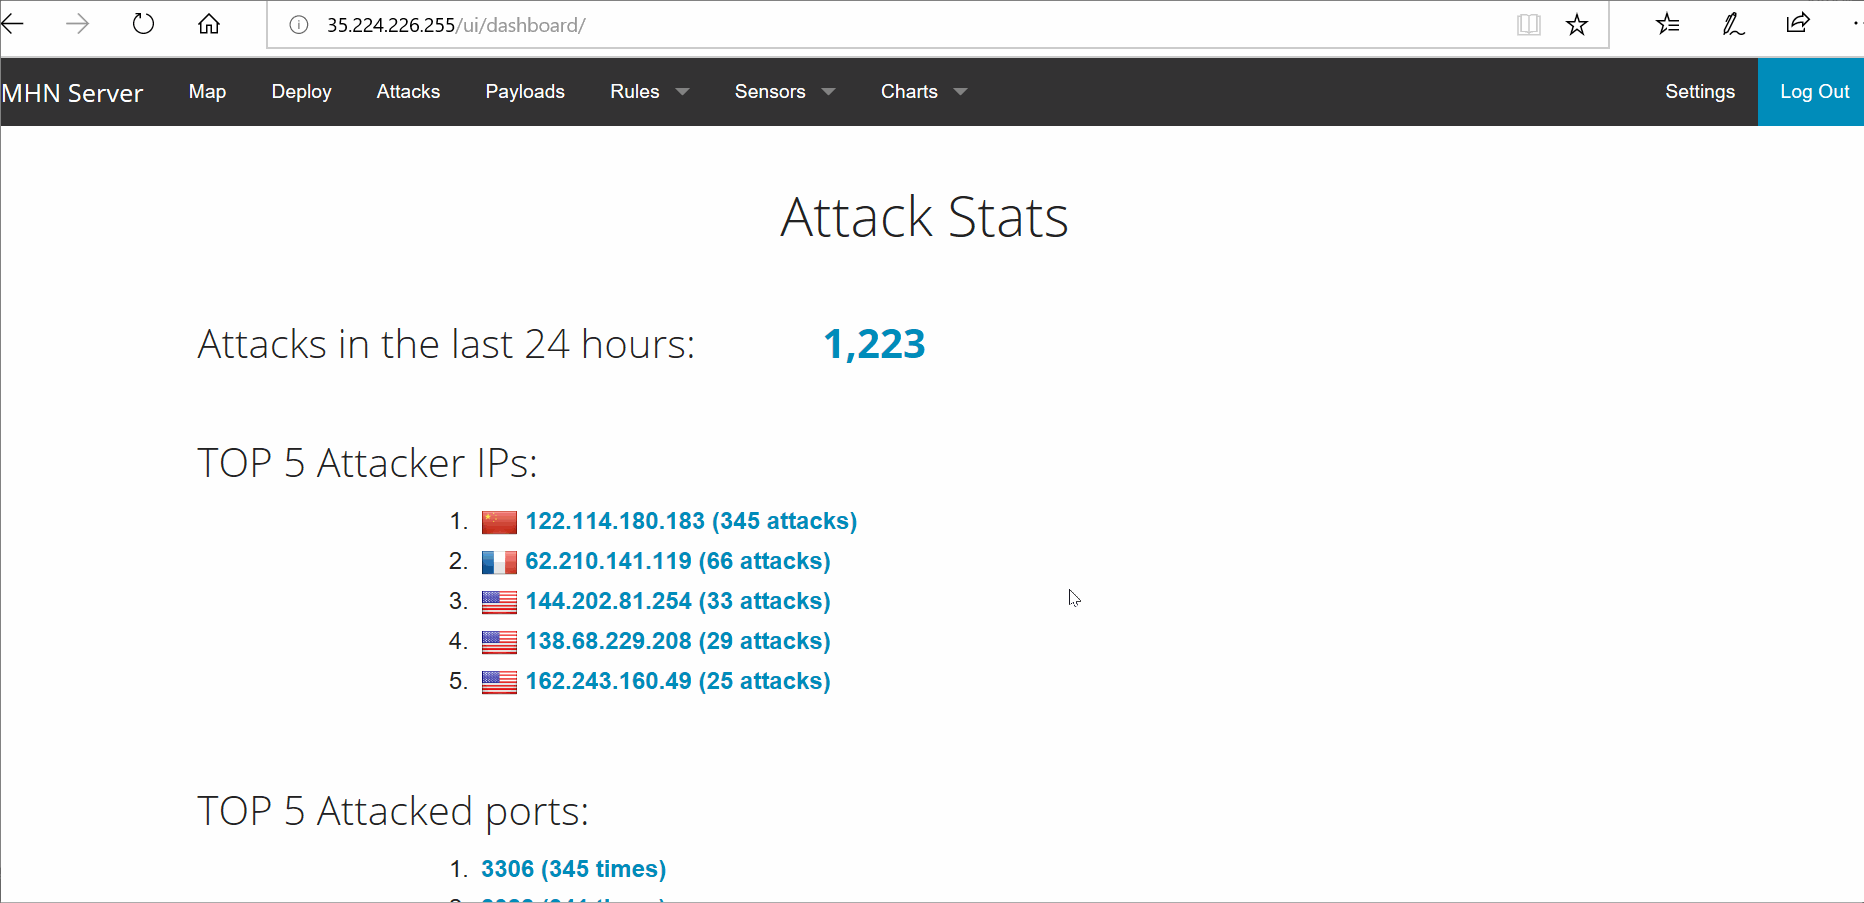 35.224.226.255/ui/dashboard/
MHN Server Map Deploy Attacks Payloads Rules Sensors Charts Settings Log Out
Attack Stats
Attacks in the last 24 hours: 1,223
TOP 5 Attacker IPs:
1. 122.114.180.183 (345 attacks)
2. 62.210.141.119 (66 attacks)
3. 144.202.81.254 (33 attacks)
4. 138.68.229.208 (29 attacks)
5. 162.243.160.49 (25 attacks)
TOP 5 Attacked ports:
1. 3306 (345 times)